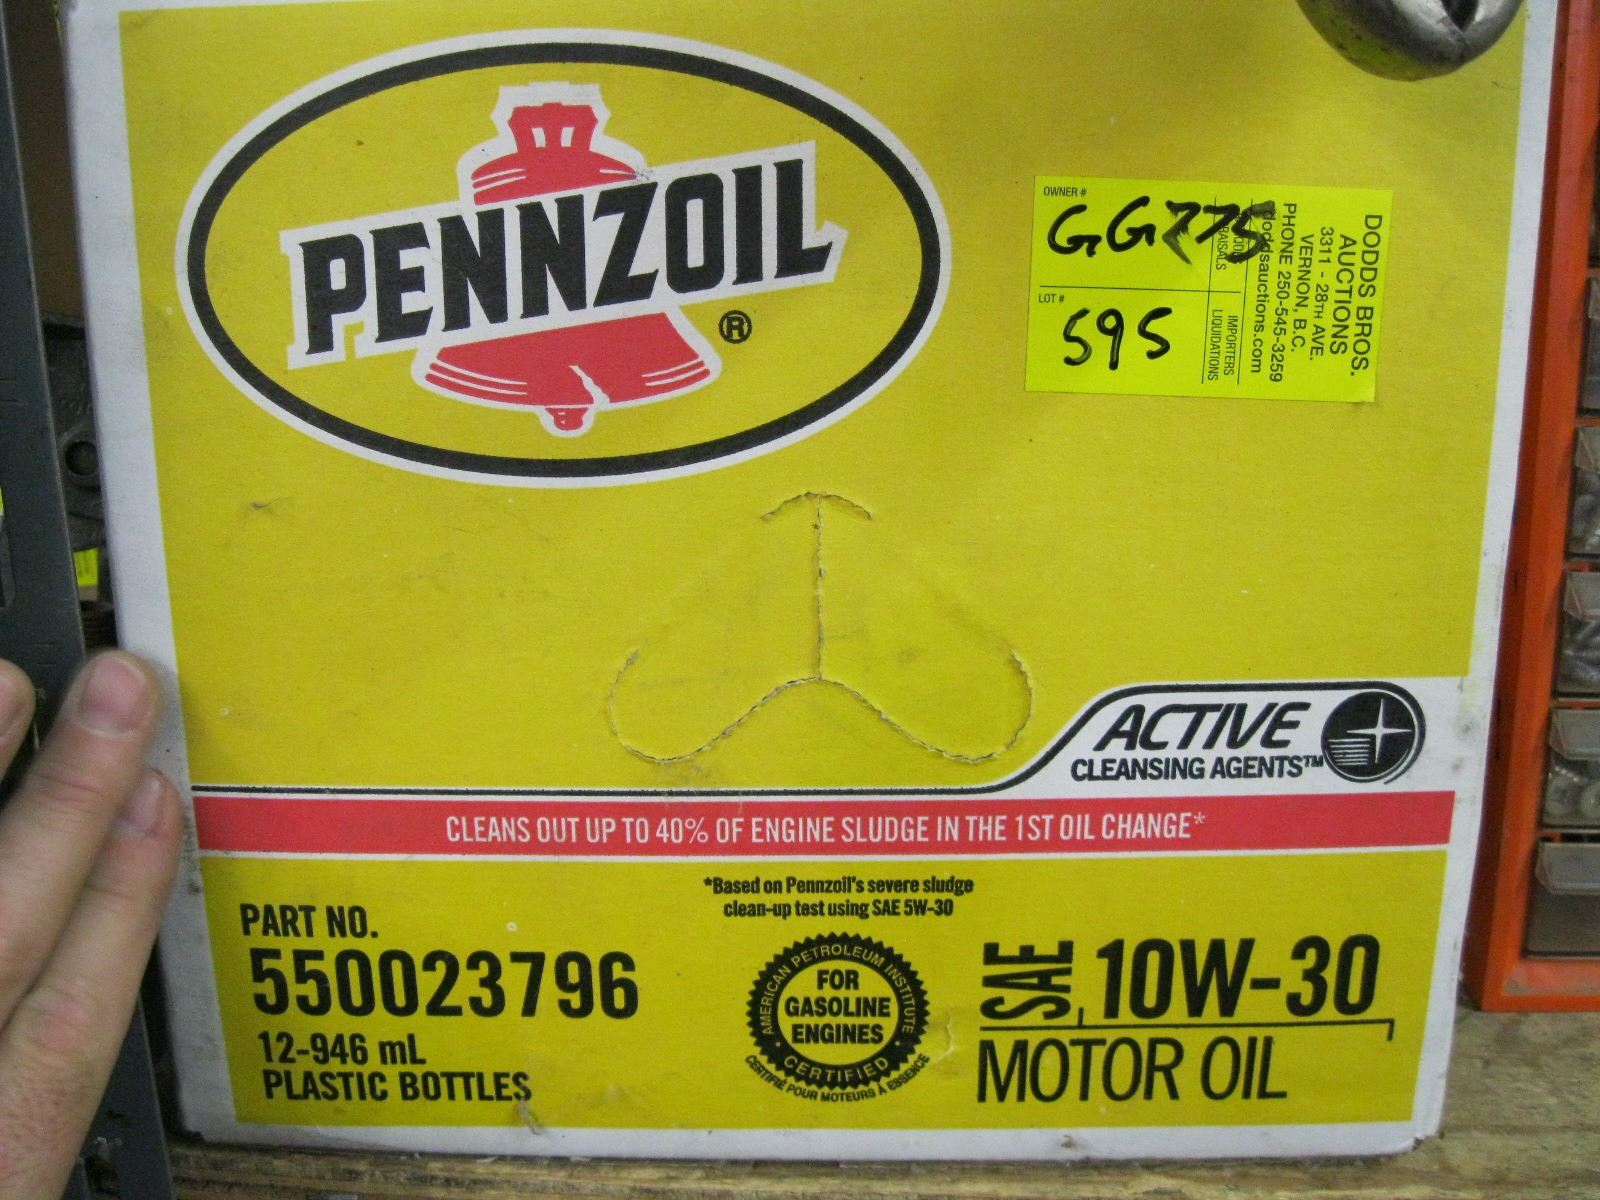 PENNZOIL
®
OWNER #
GG775
LOT #
595
IMPORTERS
LIQUIDATIONS
DODDS BROS.
AUCTIONS
3311 - 28TH AVE.
VERNON, B.C.
PHONE 250-545-3259
doddsauctions.com
ACTIVE
CLEANSING AGENTS™
CLEANS OUT UP TO 40% OF ENGINE SLUDGE IN THE 1ST OIL CHANGE*
*Based on Pennzoil's severe sludge
clean-up test using SAE 5W-30
PART NO.
550023796
12-946 mL
PLASTIC BOTTLES
AMERICAN PETROLEUM INSTITUTE
FOR
GASOLINE
ENGINES
CERTIFIED
CERTIFIÉ POUR MOTEURS À ESSENCE
SAE 10W-30
MOTOR OIL